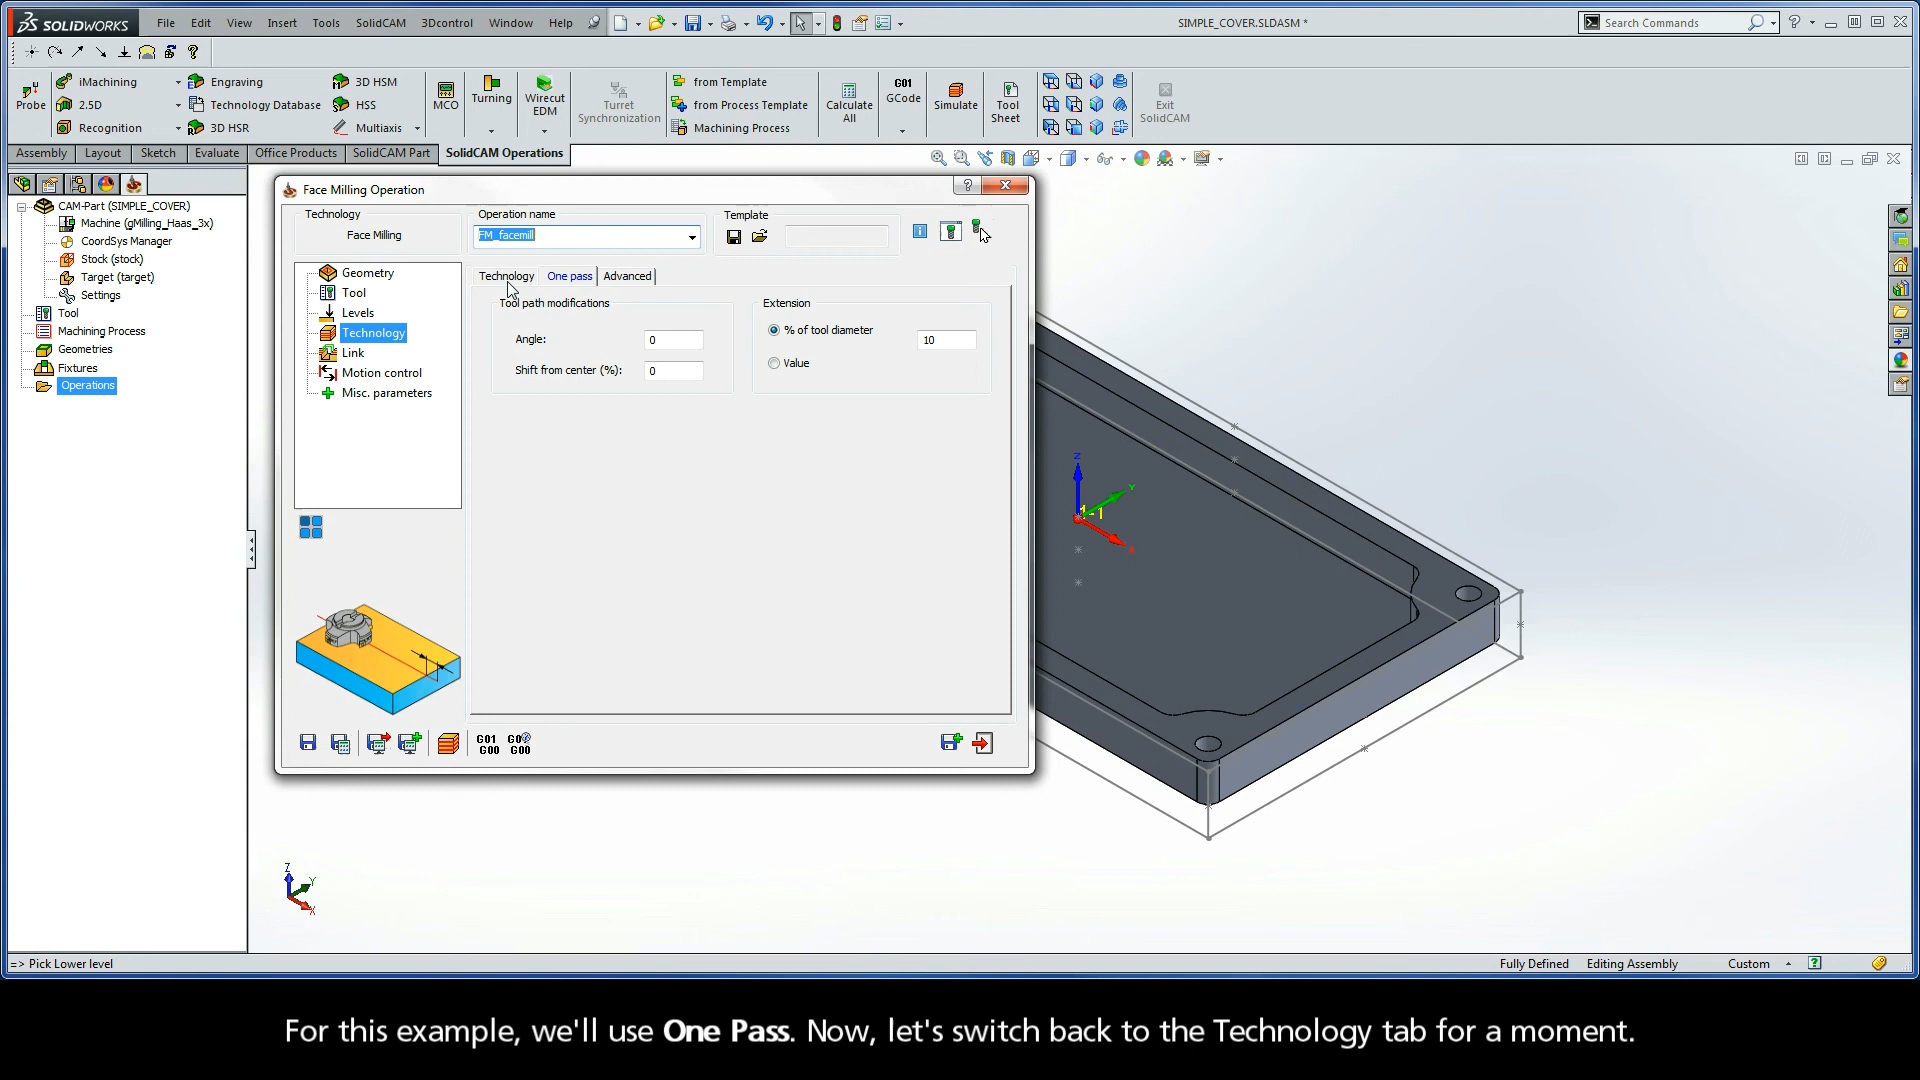 SOLIDWORKS File Edit View Insert Tools SolidCAM 3Dcontrol Window Help SIMPLE_COVER.SLDASM * Search Commands
iMachining Engraving 3D HSM
2.5D Technology Database HSS
Recognition 3D HSR Multiaxis
Probe MCO Turning Wirecut EDM Turret Synchronization
from Template
from Process Template
Machining Process
Calculate All G01 GCode Simulate Tool Sheet Exit SolidCAM
Assembly Layout Sketch Evaluate Office Products SolidCAM Part SolidCAM Operations
CAM-Part (SIMPLE_COVER)
Machine (gMilling_Haas_3x)
CoordSys Manager
Stock (stock)
Target (target)
Settings
Tool
Machining Process
Geometries
Fixtures
Operations
Face Milling Operation
Technology Operation name Template
Face Milling FM_facemill
Geometry
Tool
Levels
Technology
Link
Motion control
Misc. parameters
Technology One pass Advanced
Tool path modifications Extension
Angle: 0 % of tool diameter 10
Shift from center (%): 0 Value
G01 G00 G00 G00
Z Y X 1-1
Z Y X
=> Pick Lower level Fully Defined Editing Assembly Custom
For this example, we'll use One Pass. Now, let's switch back to the Technology tab for a moment.